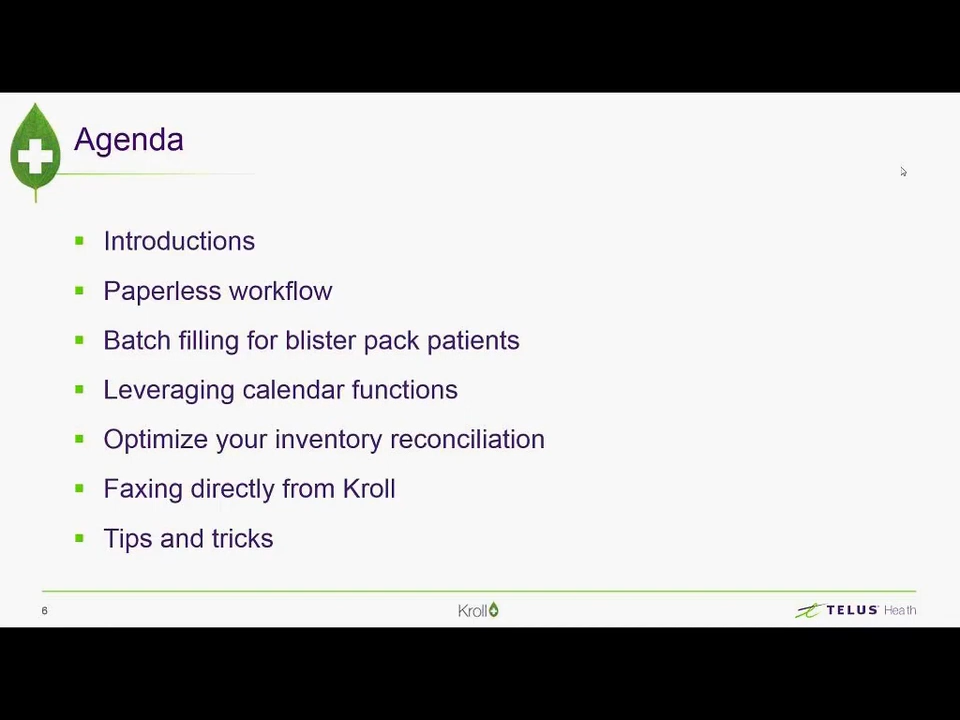 Agenda
Introductions
Paperless workflow
Batch filling for blister pack patients
Leveraging calendar functions
Optimize your inventory reconciliation
Faxing directly from Kroll
Tips and tricks
6
Kroll
TELUS Health